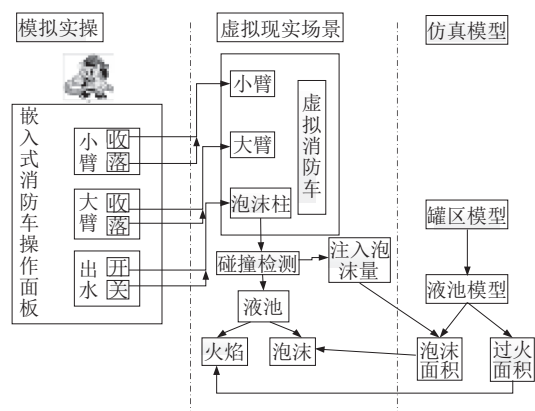 模拟实操
虚拟现实场景
仿真模型
嵌入式消防车操作面板
小臂
收
落
大臂
收
落
出水
开
关
小臂
大臂
泡沫柱
虚拟消防车
碰撞检测
注入泡
沫量
液池
火焰
泡沫
罐区模型
液池模型
泡沫
面积
过火
面积